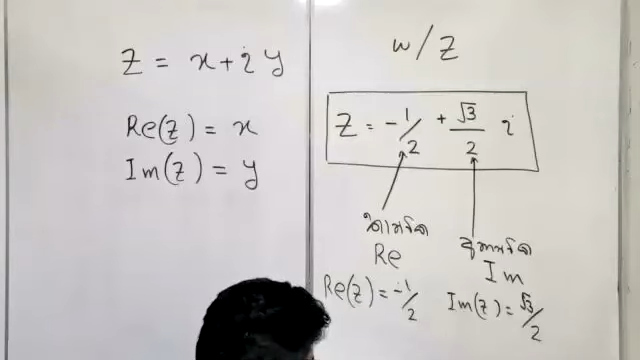 Z = x + i y
Re(z) = x
Im(z) = y
w/Z
Z = -1/2 + √3/2 i
Re
Im
Re(z) = -1/2
Im(z) = √3/2